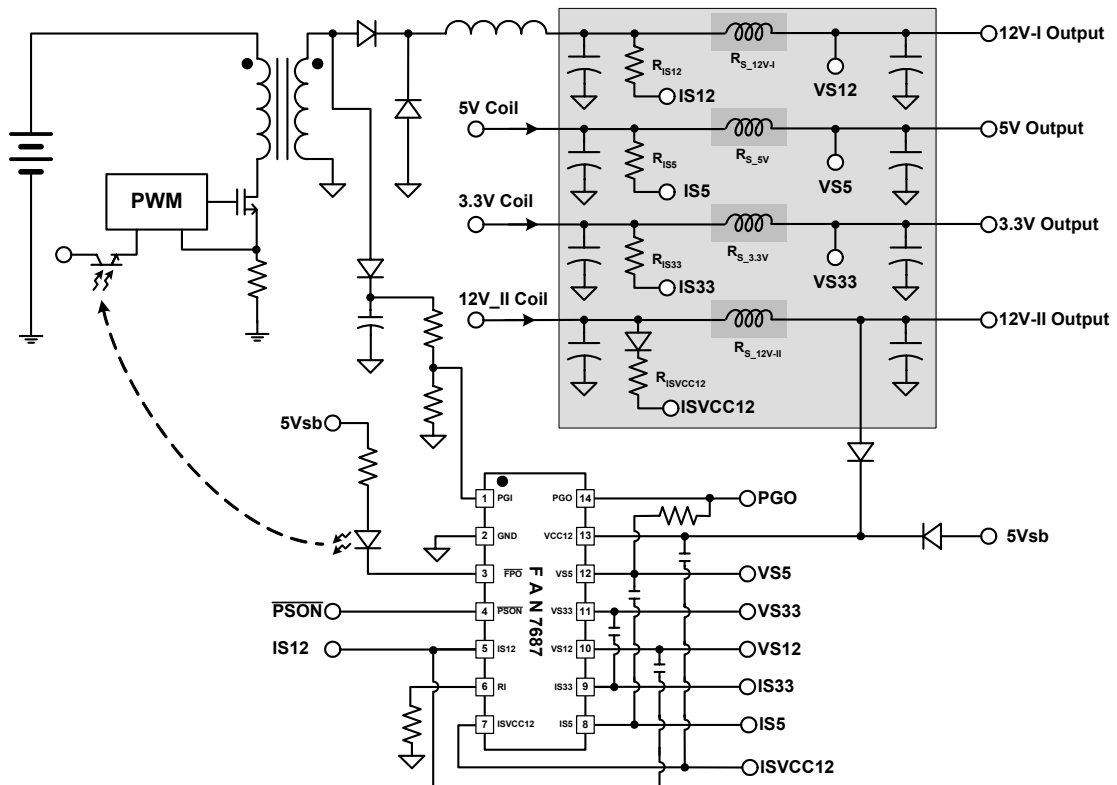 12V-I Output
RIS12
RS_12V-I
IS12
VS12
5V Coil
5V Output
RIS5
RS_5V
IS5
VS5
PWM
3.3V Coil
3.3V Output
RIS33
RS_3.3V
IS33
VS33
12V_II Coil
12V-II Output
RS_12V-II
RISVCC12
ISVCC12
5Vsb
1 PGI
PGO 14
PGO
2 GND
VCC12 13
5Vsb
3 FPO
VS5 12
VS5
PSON
4 PSON
VS33 11
VS33
IS12
5 IS12
VS12 10
VS12
6 RI
IS33 9
IS33
7 ISVCC12
IS5 8
IS5
FAN7687
ISVCC12